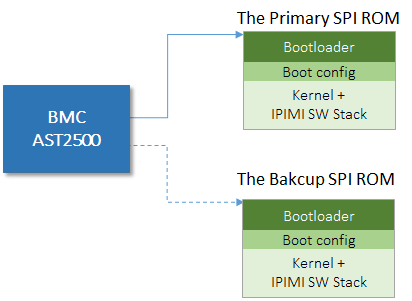 The Primary SPI ROM
Bootloader
Boot config
Kernel +
IPIMI SW Stack
BMC
AST2500
The Bakcup SPI ROM
Bootloader
Boot config
Kernel +
IPIMI SW Stack